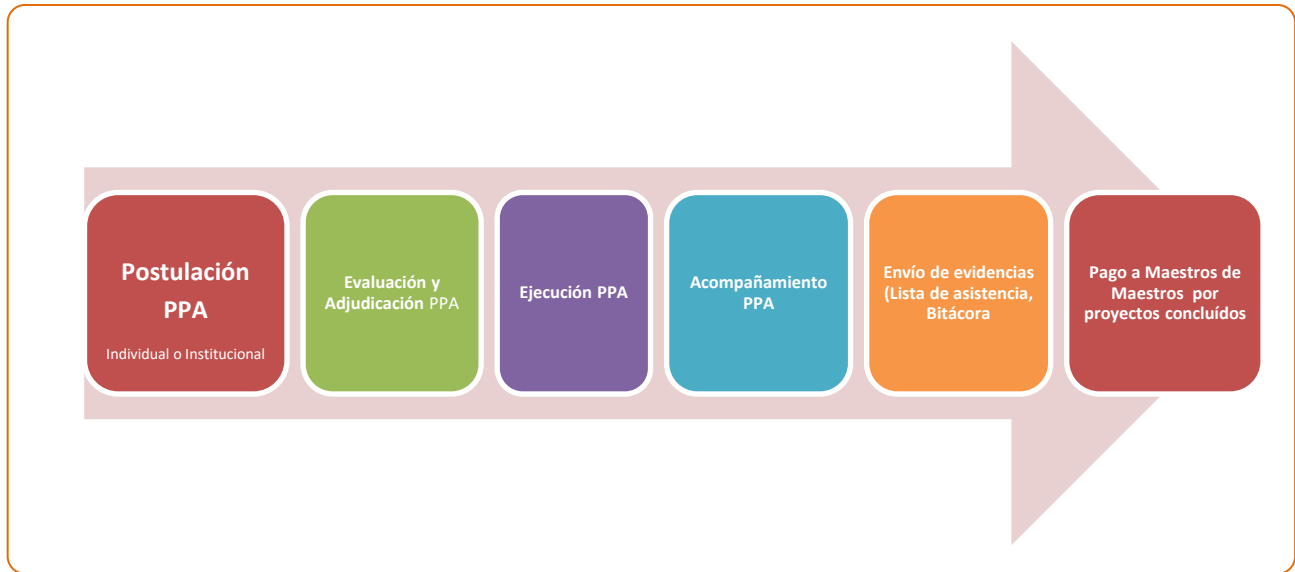 Postulación
PPA
Individual o Institucional
Evaluación y
Adjudicación PPA
Ejecución PPA
Acompañamiento
PPA
Envío de evidencias
(Lista de asistencia,
Bitácora
Pago a Maestros de
Maestros por
proyectos concluídos